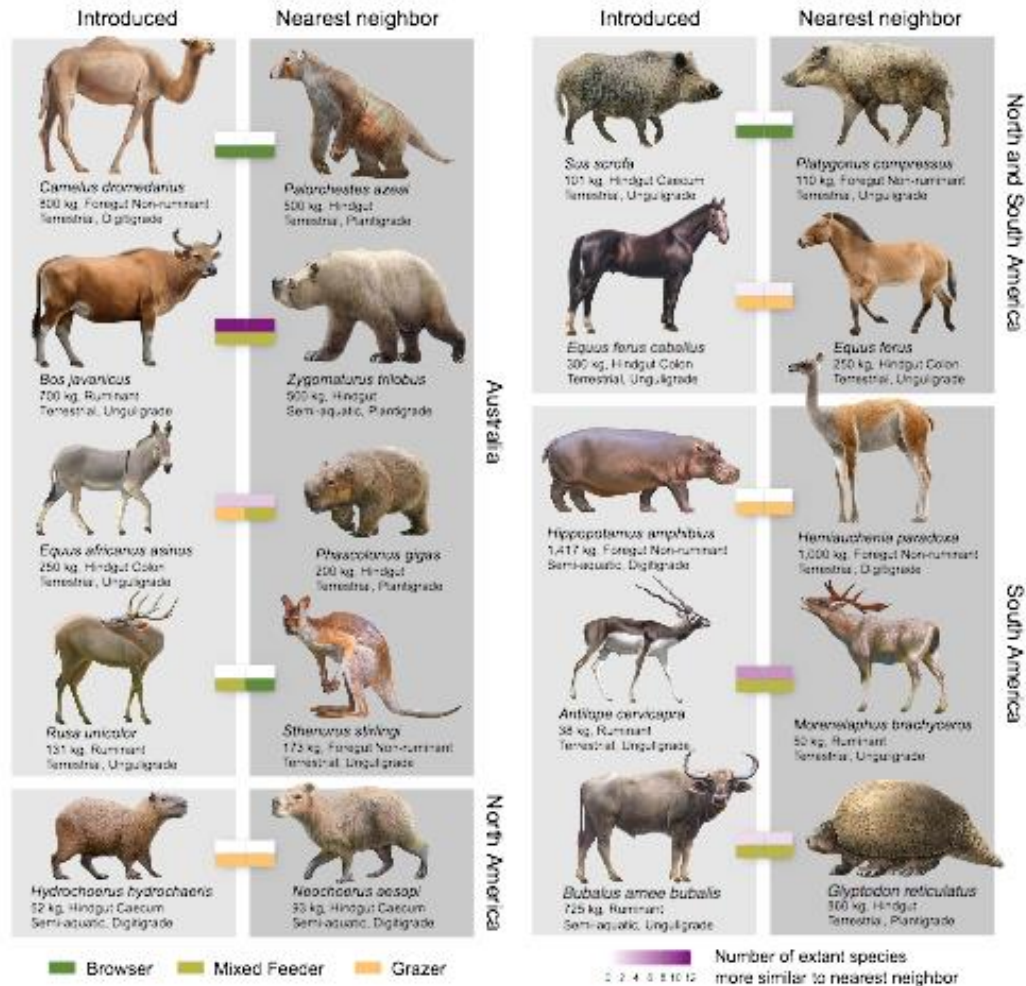 Introduced
Nearest neighbor
Camelus dromedarius
800 kg, Foregut Non-ruminant
Terrestrial, Digitigrade
Palorchestes azeal
500 kg, Hindgut
Terrestrial, Plantigrade
Bos javanicus
700 kg, Ruminant
Terrestrial, Unguligrade
Zygomaturus trilobus
500 kg, Hindgut
Semi-aquatic, Plantigrade
Equus africanus asinus
250 kg, Hindgut Colon
Terrestrial, Unguligrade
Phascolonus gigas
200 kg, Hindgut
Terrestrial, Plantigrade
Rusa unicolor
131 kg, Ruminant
Terrestrial, Unguligrade
Sthenurus stirlingi
173 kg, Foregut Non-ruminant
Terrestrial, Unguligrade
Australia
Hydrochoerus hydrochaeris
kg, Hindgut Caecum
Semi-aquatic, Digitigrade
Neochoerus aesopi
kg, Hindgut Caecum
Semi-aquatic, Digitigrade
North America
Browser
Mixed Feeder
Grazer
Introduced
Nearest neighbor
Sus scrofa
101 kg, Hindgut Caecum
Terrestrial, Unguligrade
Platygonus compressus
110 kg, Foregut Non-ruminant
Terrestrial, Unguligrade
Equus ferus caballus
kg, Hindgut Colon
Terrestrial, Unguligrade
Equus ferus
250 kg, Hindgut Colon
Terrestrial, Unguligrade
North and South America
Hippopotamus amphibius
1,417 kg, Foregut Non-ruminant
Semi-aquatic, Digitigrade
Hemiauchenia paradoxa
1,000 kg, Foregut Non-ruminant
Terrestrial, Digitigrade
Antilope cervicapra
38 kg, Ruminant
Terrestrial, Unguligrade
Morenelaphus brachyceros
50 kg, Ruminant
Terrestrial, Unguligrade
Bubalus arnee bubalis
725 kg, Ruminant
Semi-aquatic, Unguligrade
Glyptodon reticulatus
kg, Hindgut
Terrestrial, Plantigrade
South America
0 2 4 6 8 10 12
Number of extant species
more similar to nearest neighbor